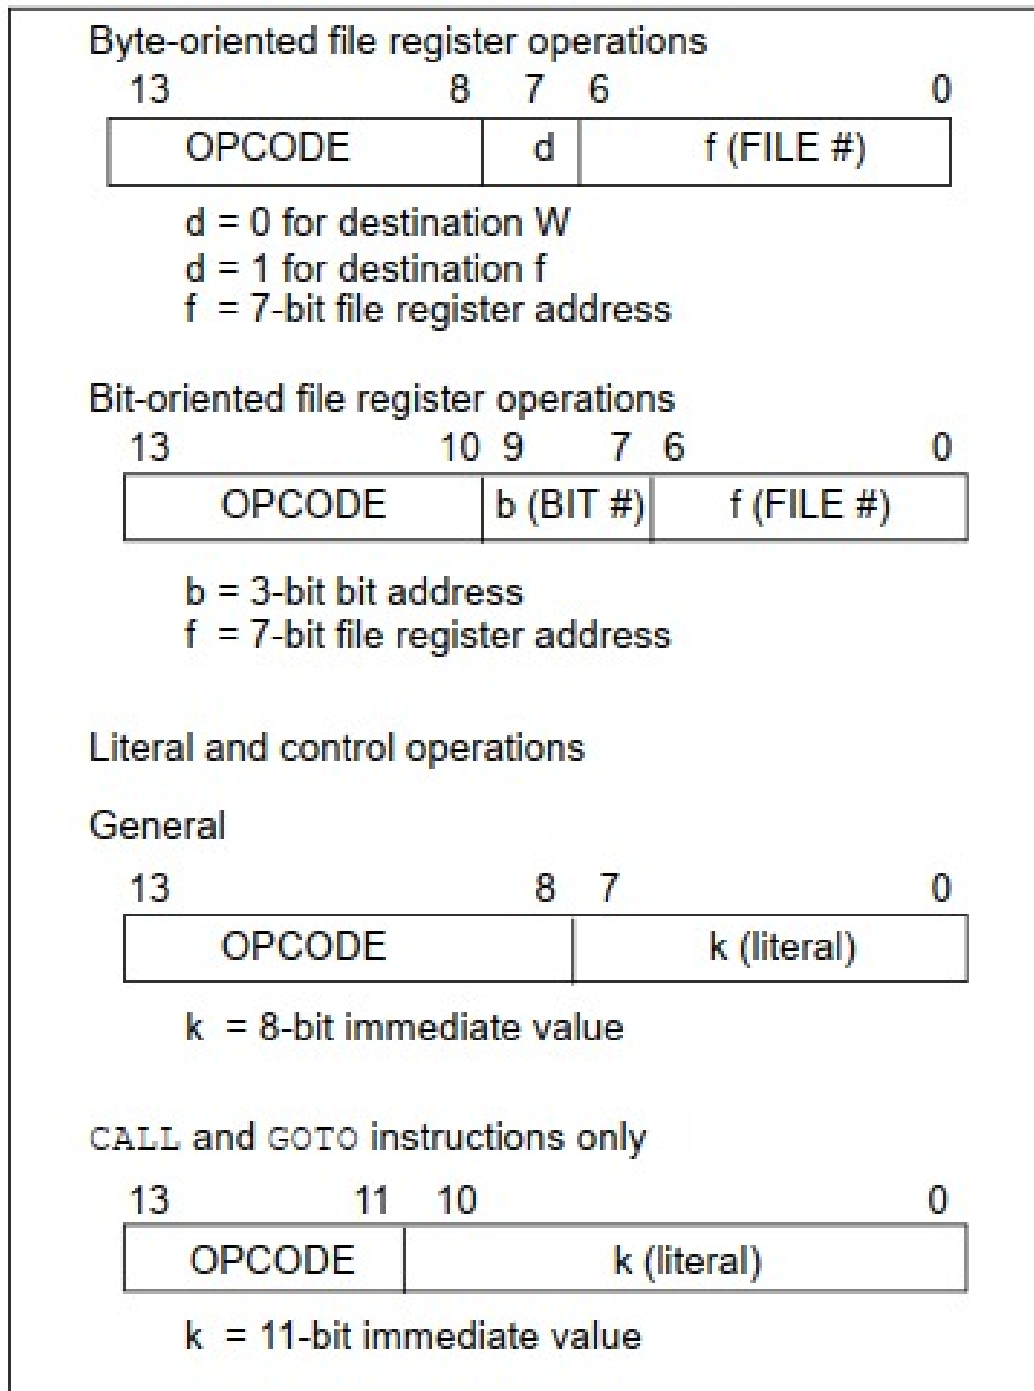 Byte-oriented file register operations
13 8 7 6 0
OPCODE d f (FILE #)
d = 0 for destination W
d = 1 for destination f
f = 7-bit file register address
Bit-oriented file register operations
13 10 9 7 6 0
OPCODE b (BIT #) f (FILE #)
b = 3-bit bit address
f = 7-bit file register address
Literal and control operations
General
13 8 7 0
OPCODE k (literal)
k = 8-bit immediate value
CALL and GOTO instructions only
13 11 10 0
OPCODE k (literal)
k = 11-bit immediate value